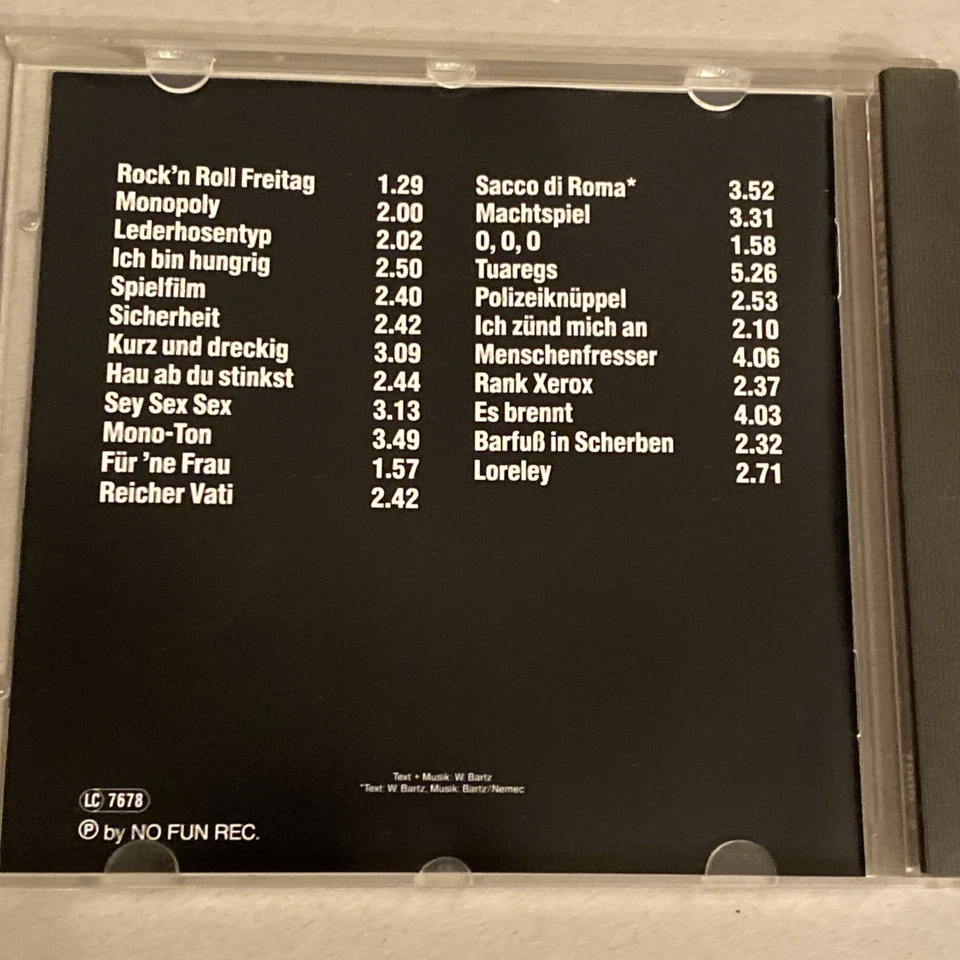 Rock'n Roll Freitag 1.29
Monopoly 2.00
Lederhosentyp 2.02
Ich bin hungrig 2.50
Spielfilm 2.40
Sicherheit 2.42
Kurz und dreckig 3.09
Hau ab du stinkst 2.44
Sey Sex Sex 3.13
Mono-Ton 3.49
Für 'ne Frau 1.57
Reicher Vati 2.42
Sacco di Roma* 3.52
Machtspiel 3.31
0, 0, 0 1.58
Tuaregs 5.26
Polizeiknüppel 2.53
Ich zünd mich an 2.10
Menschenfresser 4.06
Rank Xerox 2.37
Es brennt 4.03
Barfuß in Scherben 2.32
Loreley 2.71
Text + Musik: W. Bartz
*Text: W. Bartz, Musik: Bartz/Nemec
LC 7678
℗ by NO FUN REC.